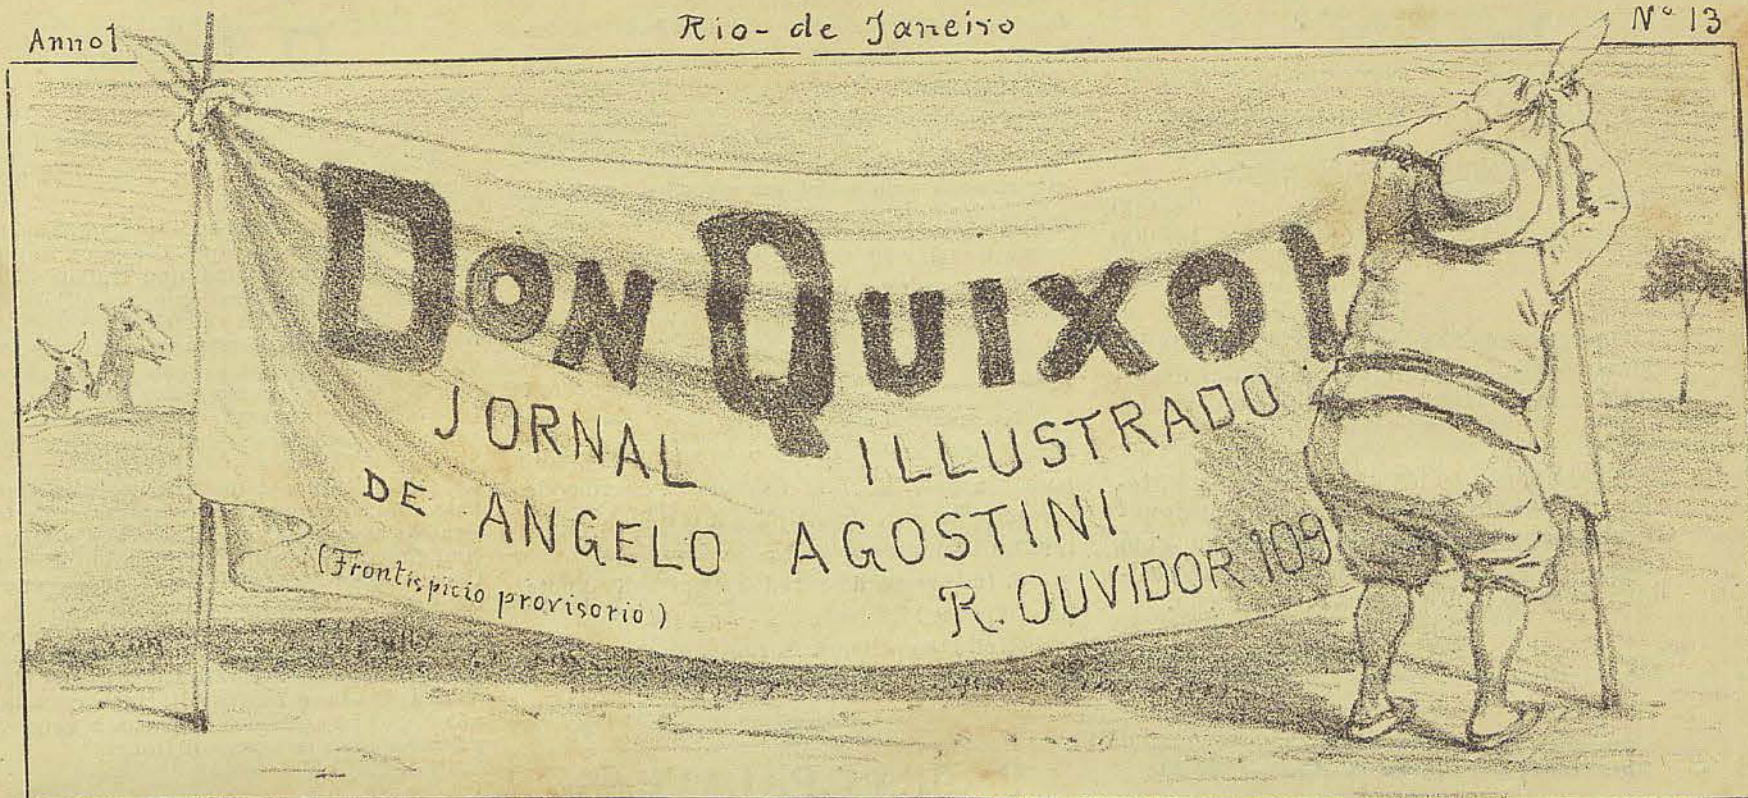 Anno 1 Rio-de Janeiro Nº 13
DON QUIXOT
JORNAL ILLUSTRADO
DE ANGELO AGOSTINI
(Frontispicio provisorio) R. OUVIDOR 109